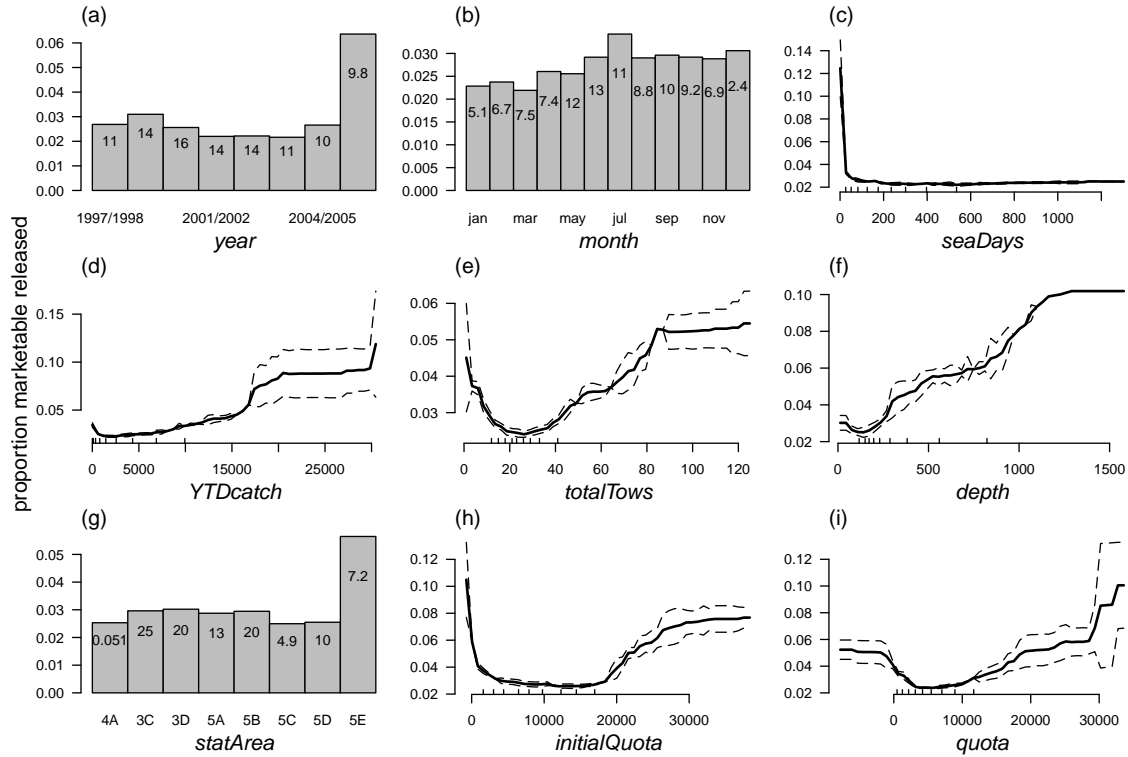 (a)
0.06
0.05
0.04
0.03
0.02
0.01
0.00
11
14
16
14
14
11
10
9.8
1997/1998 2001/2002 2004/2005
year
(b)
0.030
0.025
0.020
0.015
0.010
0.005
0.000
5.1
6.7
7.5
7.4
12
13
11
8.8
10
9.2
6.9
2.4
jan mar may jul sep nov
month
(c)
0.14
0.12
0.10
0.08
0.06
0.04
0.02
0 200 400 600 800 1000
seaDays
proportion marketable released
(d)
0.15
0.10
0.05
0 5000 15000 25000
YTDcatch
(e)
0.06
0.05
0.04
0.03
0 20 40 60 80 100 120
totalTows
(f)
0.10
0.08
0.06
0.04
0.02
0 500 1000 1500
depth
(g)
0.05
0.04
0.03
0.02
0.01
0.00
0.051
25
20
13
20
4.9
10
7.2
4A 3C 3D 5A 5B 5C 5D 5E
statArea
(h)
0.12
0.10
0.08
0.06
0.04
0.02
0 10000 20000 30000
initialQuota
(i)
0.12
0.10
0.08
0.06
0.04
0.02
0 10000 20000 30000
quota